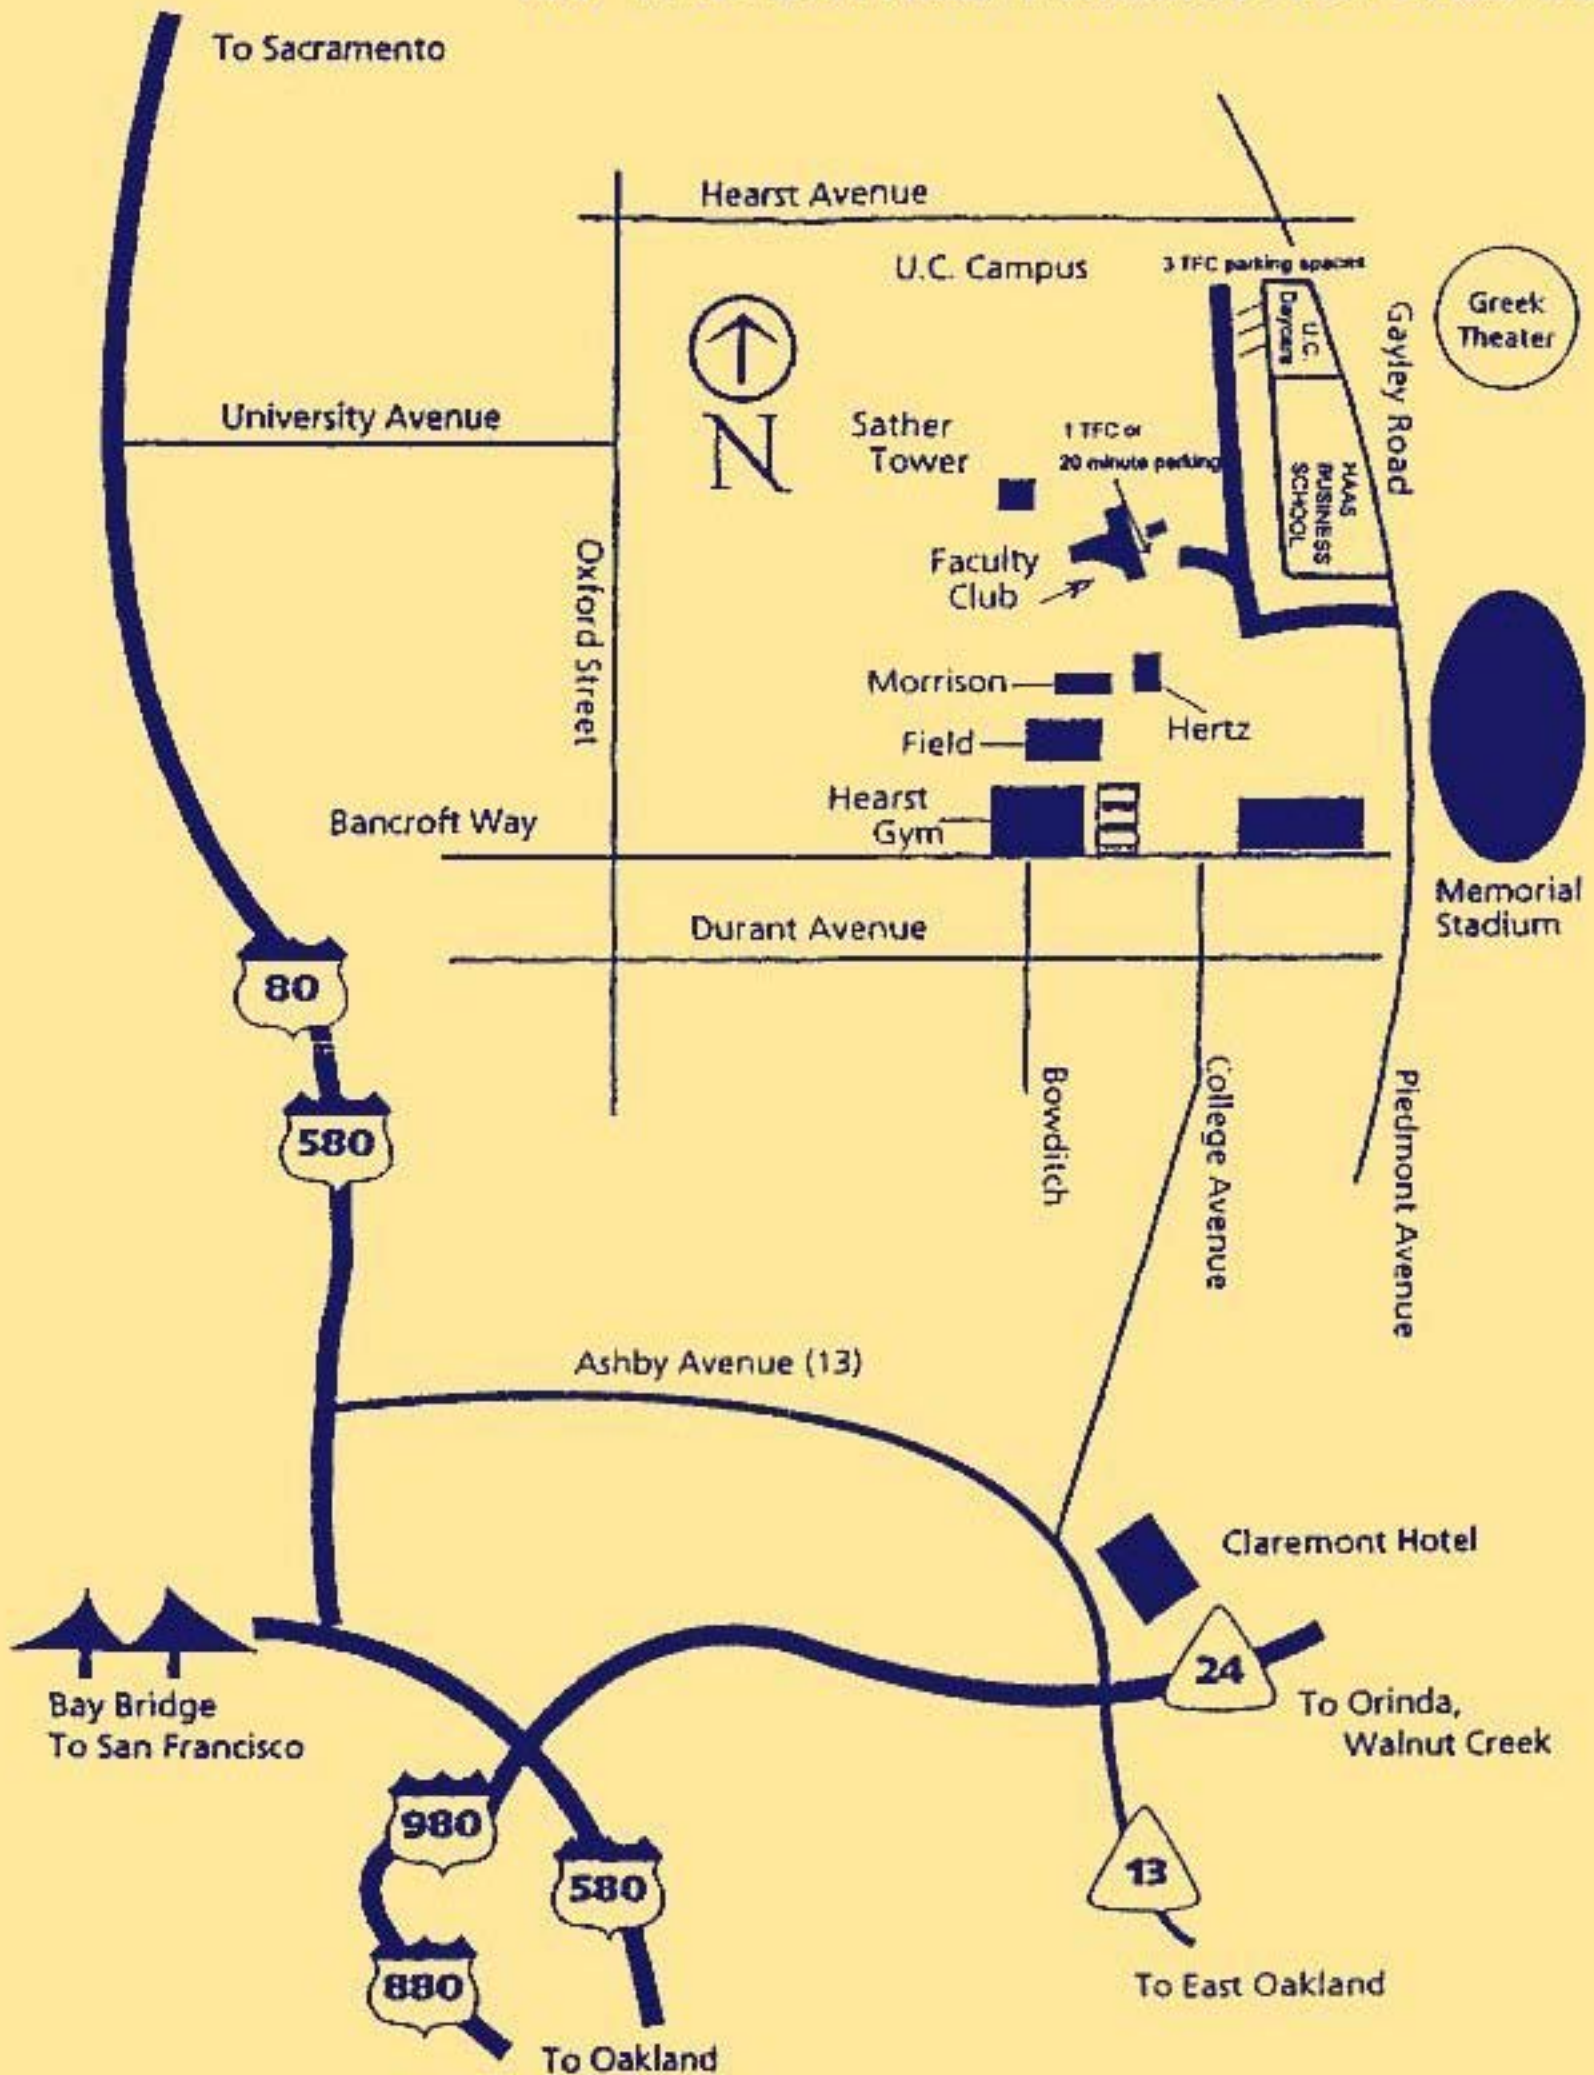 To Sacramento
Hearst Avenue
U.C. Campus
3 TFC parking spaces
U.C.
Daycare
Gayley Road
Greek
Theater
University Avenue
N
Sather
Tower
1 TFC or
20 minute parking
HAAS
BUSINESS
SCHOOL
Faculty
Club
Oxford Street
Morrison
Hertz
Field
Hearst
Gym
Bancroft Way
Memorial
Stadium
Durant Avenue
80
580
Bowditch
College Avenue
Piedmont Avenue
Ashby Avenue (13)
Claremont Hotel
24
To Orinda,
Walnut Creek
Bay Bridge
To San Francisco
980
580
13
880
To East Oakland
To Oakland